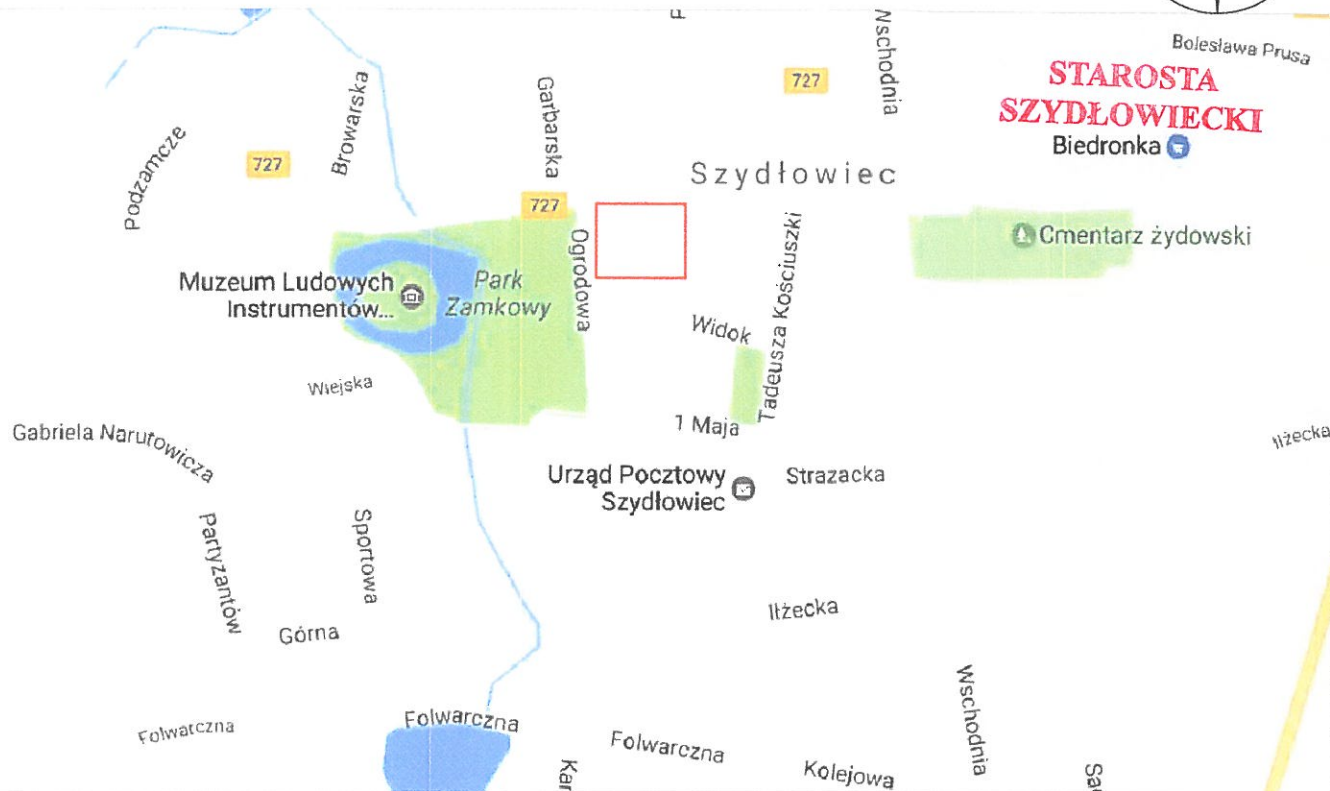 Bolesława Prusa
STAROSTA
SZYDŁOWIECKI
Biedronka
Wschodnia
727
Garbarska
Browarska
Podzamcze
727
Szydłowiec
727
Cmentarz żydowski
Ogrodowa
Tadeusza Kościuszki
Muzeum Ludowych
Instrumentów...
Park
Zamkowy
Widok
Wiejska
1 Maja
Gabriela Narutowicza
Iłżecka
Urząd Pocztowy
Szydłowiec
Strazacka
Partyzantów
Sportowa
Górna
Iłżecka
Wschodnia
Folwarczna
Folwarczna
Folwarczna
Kolejowa